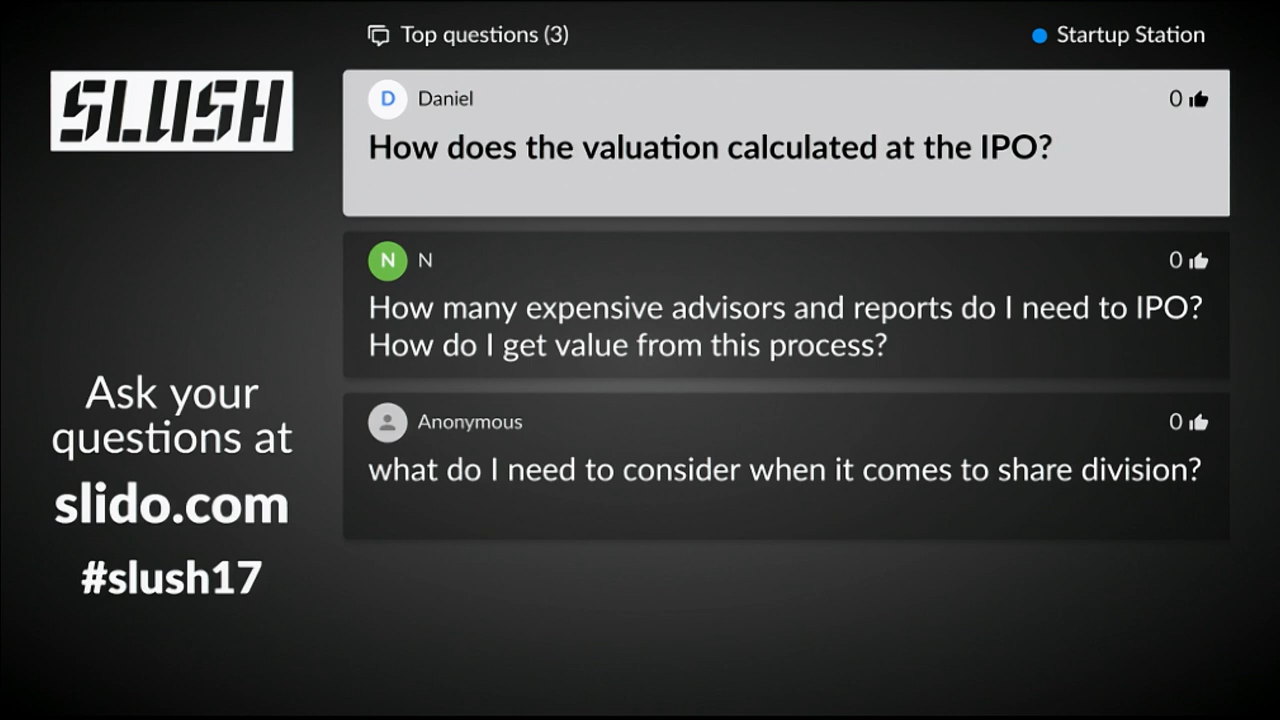 Top questions (3)
Startup Station
SLUSH
D
Daniel
0
How does the valuation calculated at the IPO?
N
N
0
How many expensive advisors and reports do I need to IPO?
How do I get value from this process?
Anonymous
0
what do I need to consider when it comes to share division?
Ask your
questions at
slido.com
#slush17